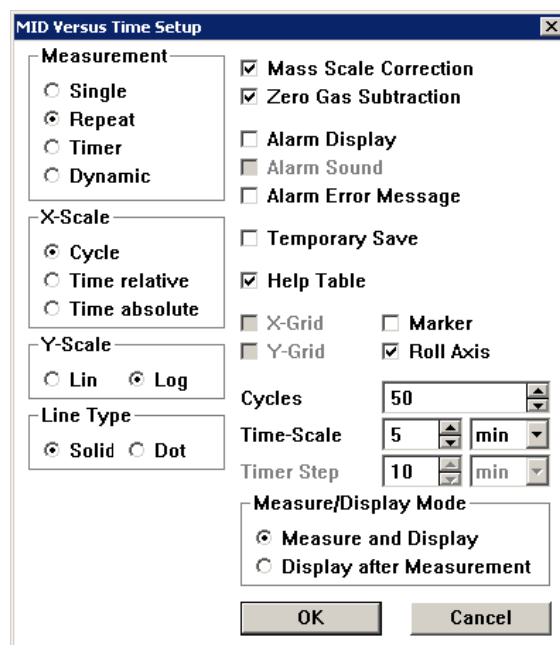 MID Versus Time Setup
Measurement
Single
Repeat
Timer
Dynamic
X-Scale
Cycle
Time relative
Time absolute
Y-Scale
Lin Log
Line Type
Solid Dot
Mass Scale Correction
Zero Gas Subtraction
Alarm Display
Alarm Sound
Alarm Error Message
Temporary Save
Help Table
X-Grid Marker
Y-Grid Roll Axis
Cycles 50
Time-Scale 5 min
Timer Step 10 min
Measure/Display Mode
Measure and Display
Display after Measurement
OK Cancel